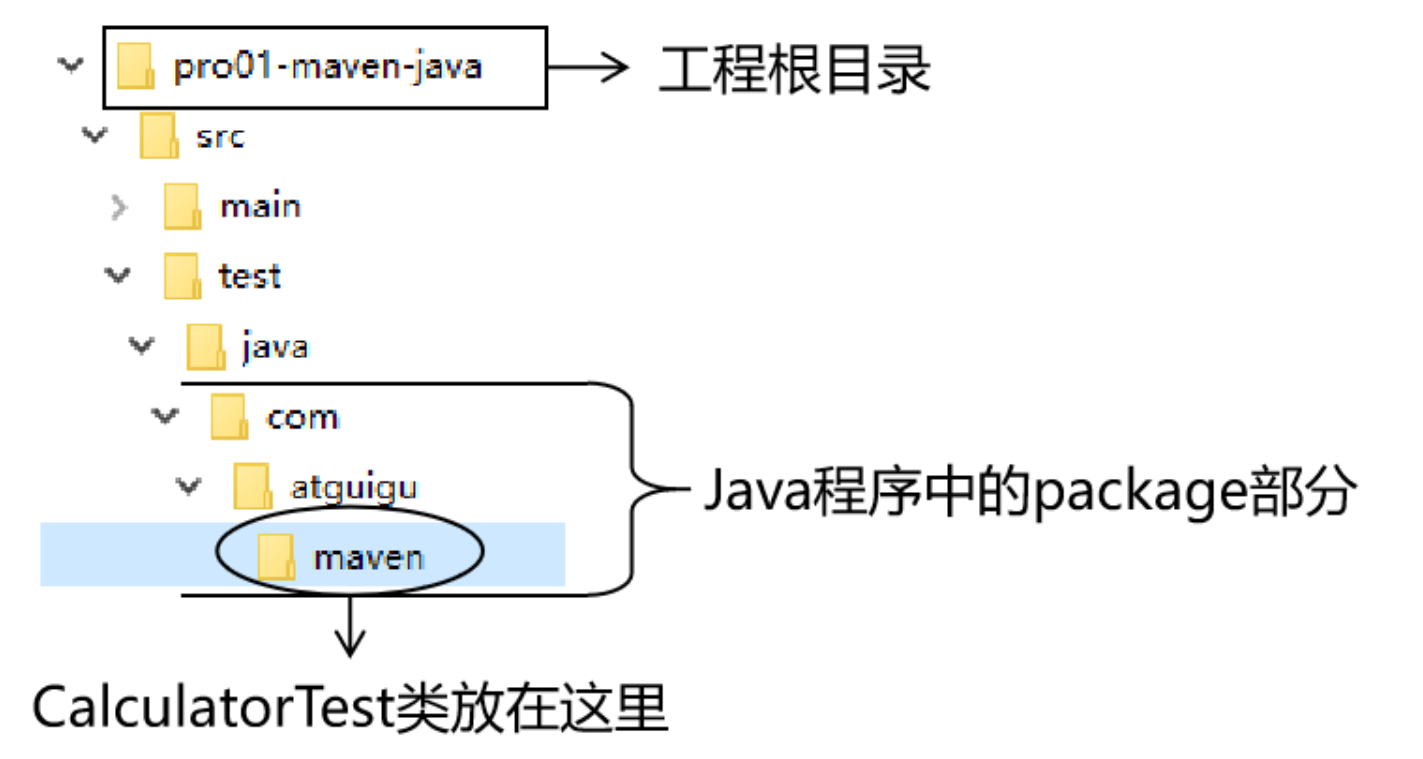 pro01-maven-java 工程根目录
src
main
test
java
com
atguigu
Java程序中的package部分
maven
CalculatorTest类放在这里